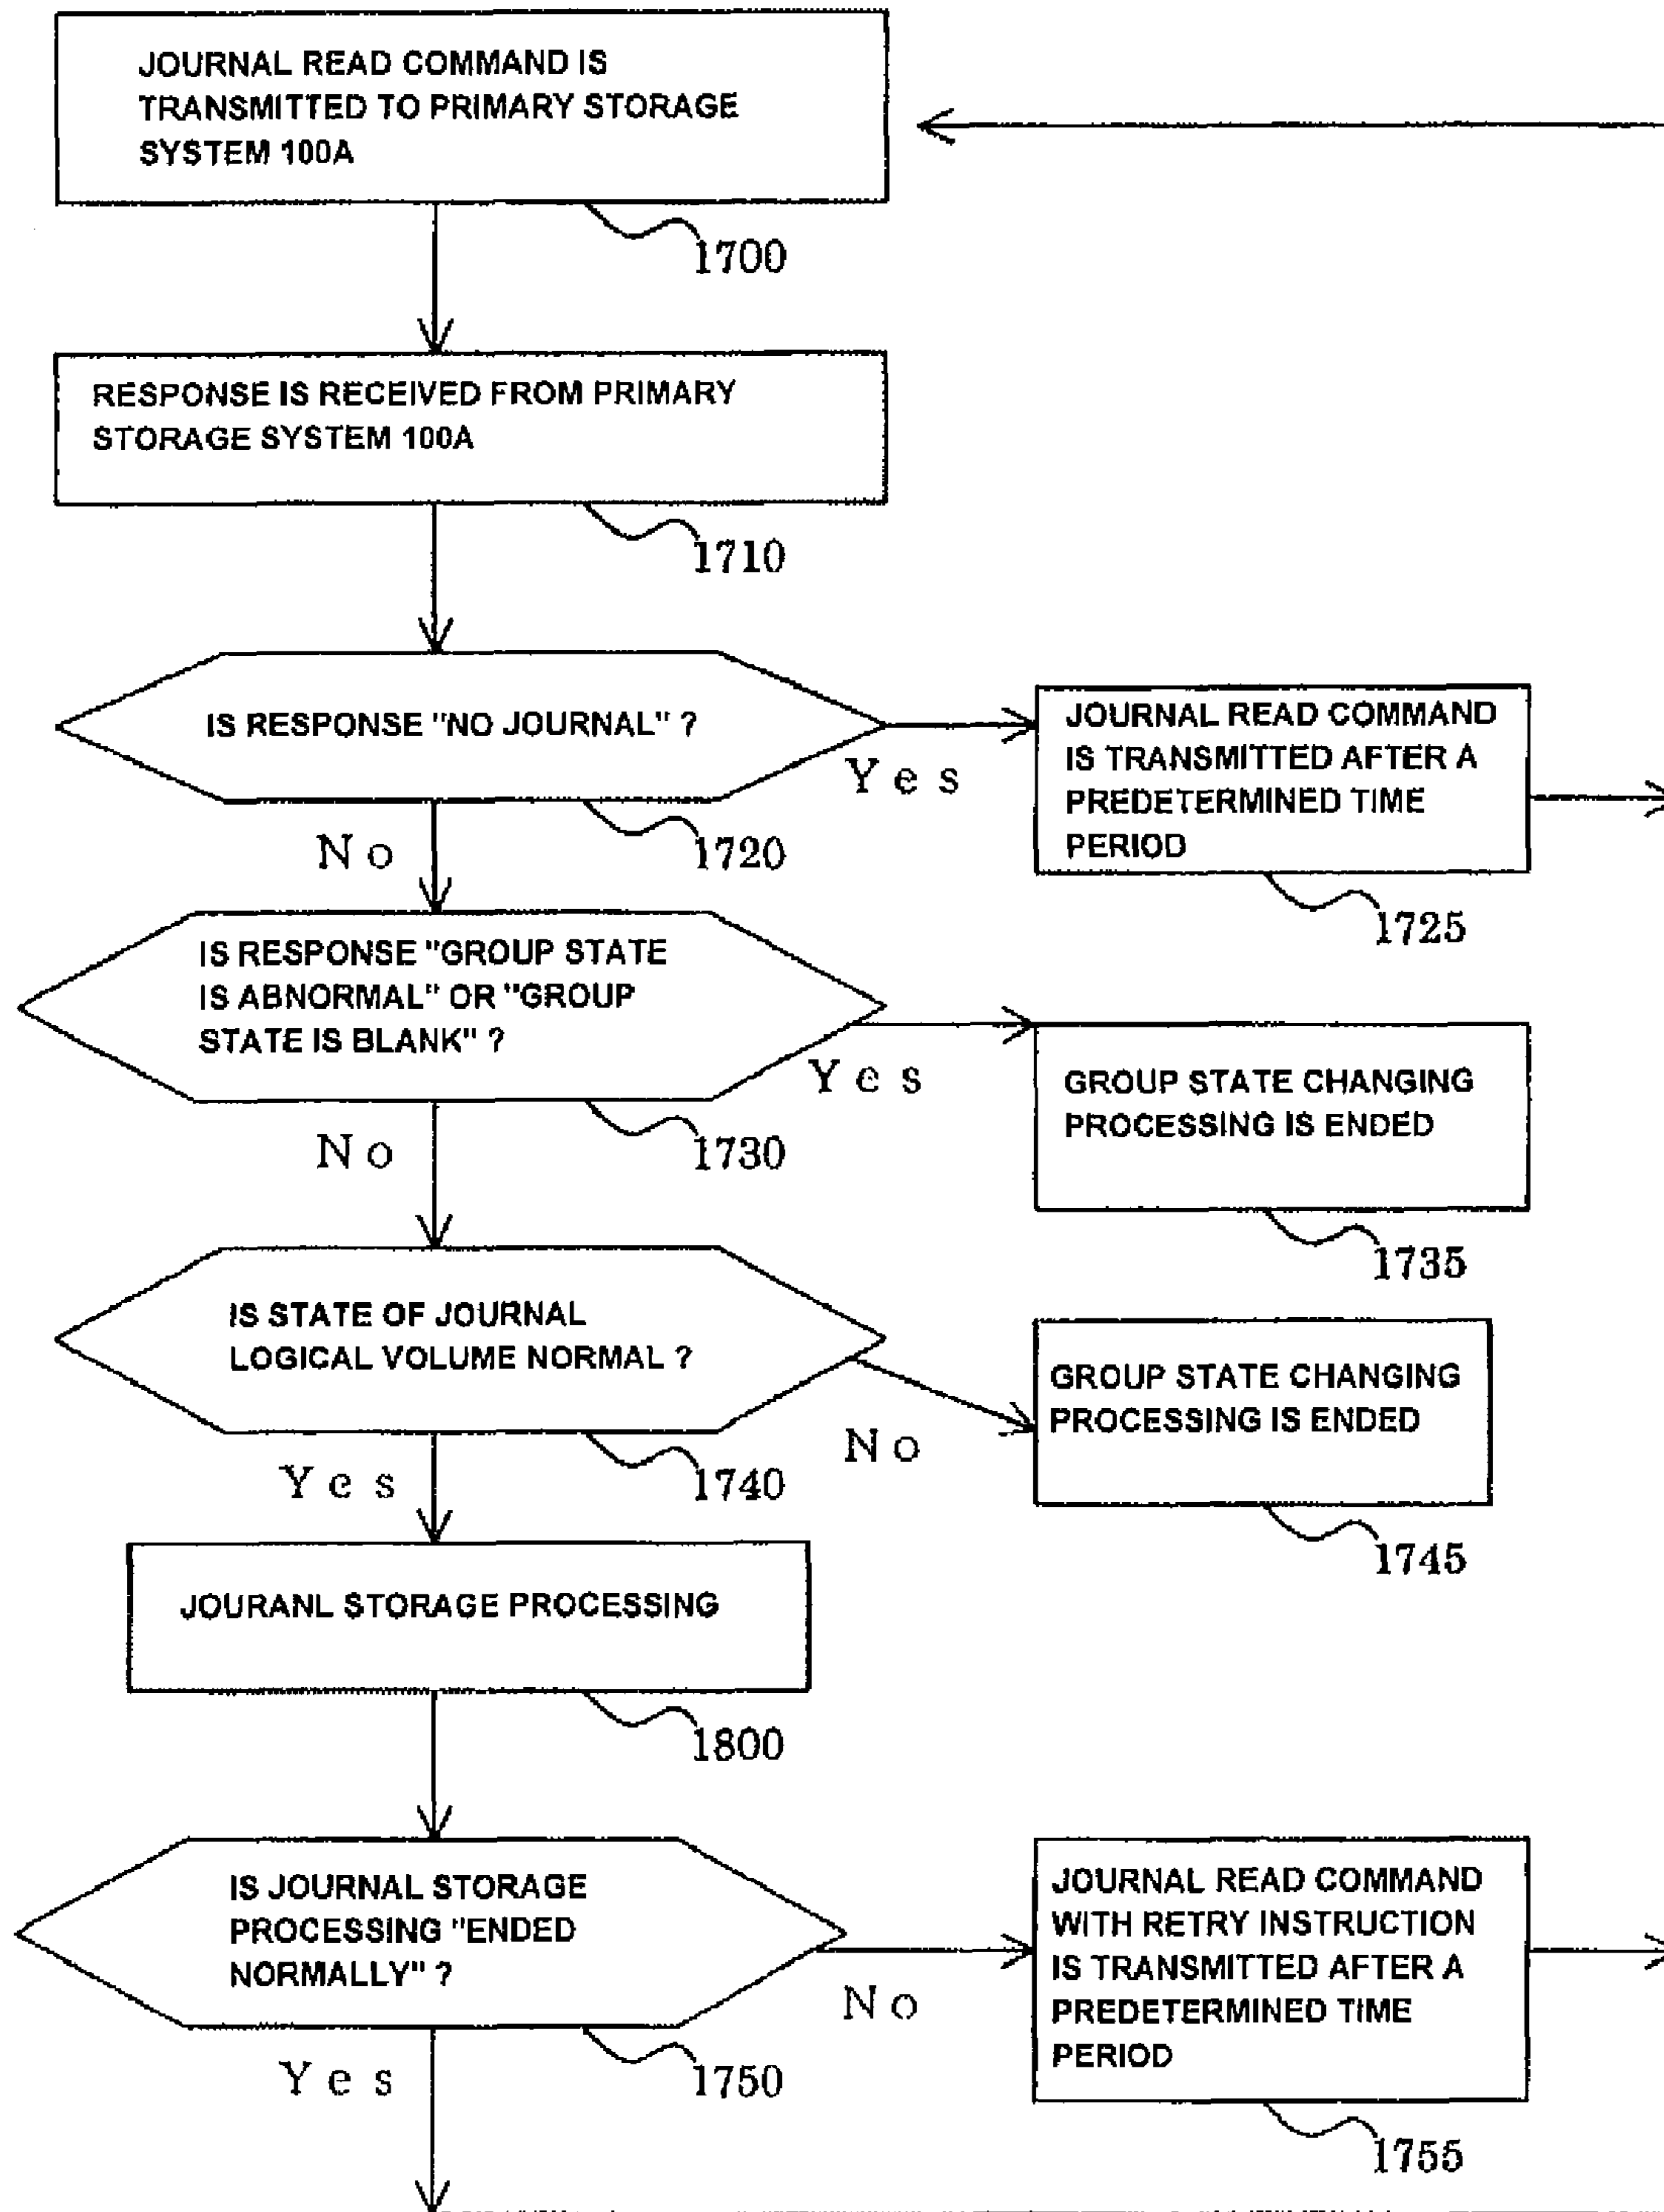 JOURNAL READ COMMAND IS
TRANSMITTED TO PRIMARY STORAGE
SYSTEM 100A
1700
RESPONSE IS RECEIVED FROM PRIMARY
STORAGE SYSTEM 100A
1710
IS RESPONSE "NO JOURNAL" ?
Yes
No
1720
JOURNAL READ COMMAND
IS TRANSMITTED AFTER A
PREDETERMINED TIME
PERIOD
1725
IS RESPONSE "GROUP STATE
IS ABNORMAL" OR "GROUP
STATE IS BLANK" ?
Yes
No
1730
GROUP STATE CHANGING
PROCESSING IS ENDED
1735
IS STATE OF JOURNAL
LOGICAL VOLUME NORMAL ?
No
Yes
1740
GROUP STATE CHANGING
PROCESSING IS ENDED
1745
JOURANL STORAGE PROCESSING
1800
IS JOURNAL STORAGE
PROCESSING "ENDED
NORMALLY" ?
No
Yes
1750
JOURNAL READ COMMAND
WITH RETRY INSTRUCTION
IS TRANSMITTED AFTER A
PREDETERMINED TIME
PERIOD
1755